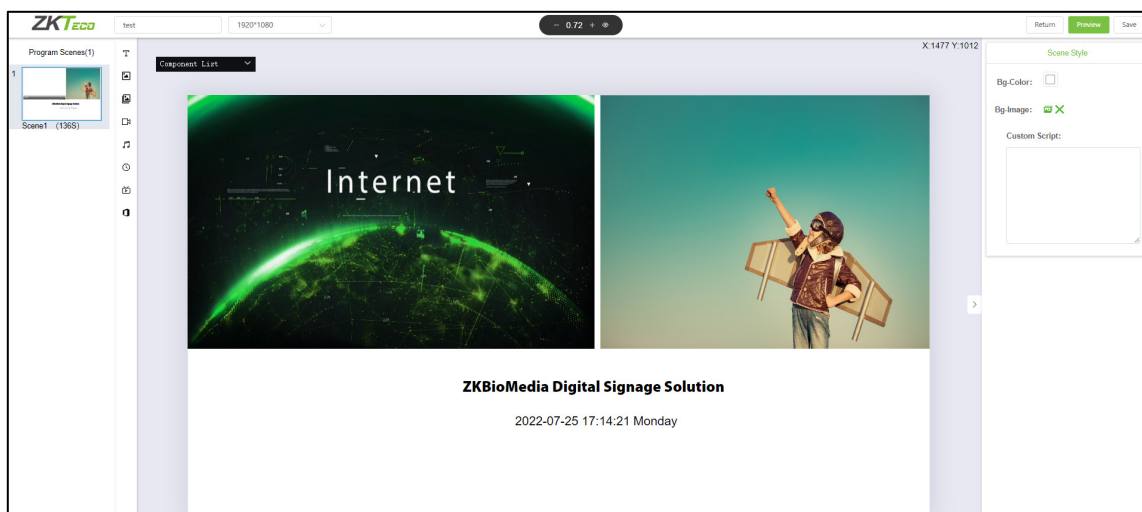 ZKTeco
test
1920*1080
− 0.72 +
Return
Preview
Save
Program Scenes(1)
1
Scene1 (136S)
T
Component List
X:1477 Y:1012
Internet
ZKBioMedia Digital Signage Solution
2022-07-25 17:14:21 Monday
Scene Style
Bg-Color:
Bg-Image:
Custom Script: